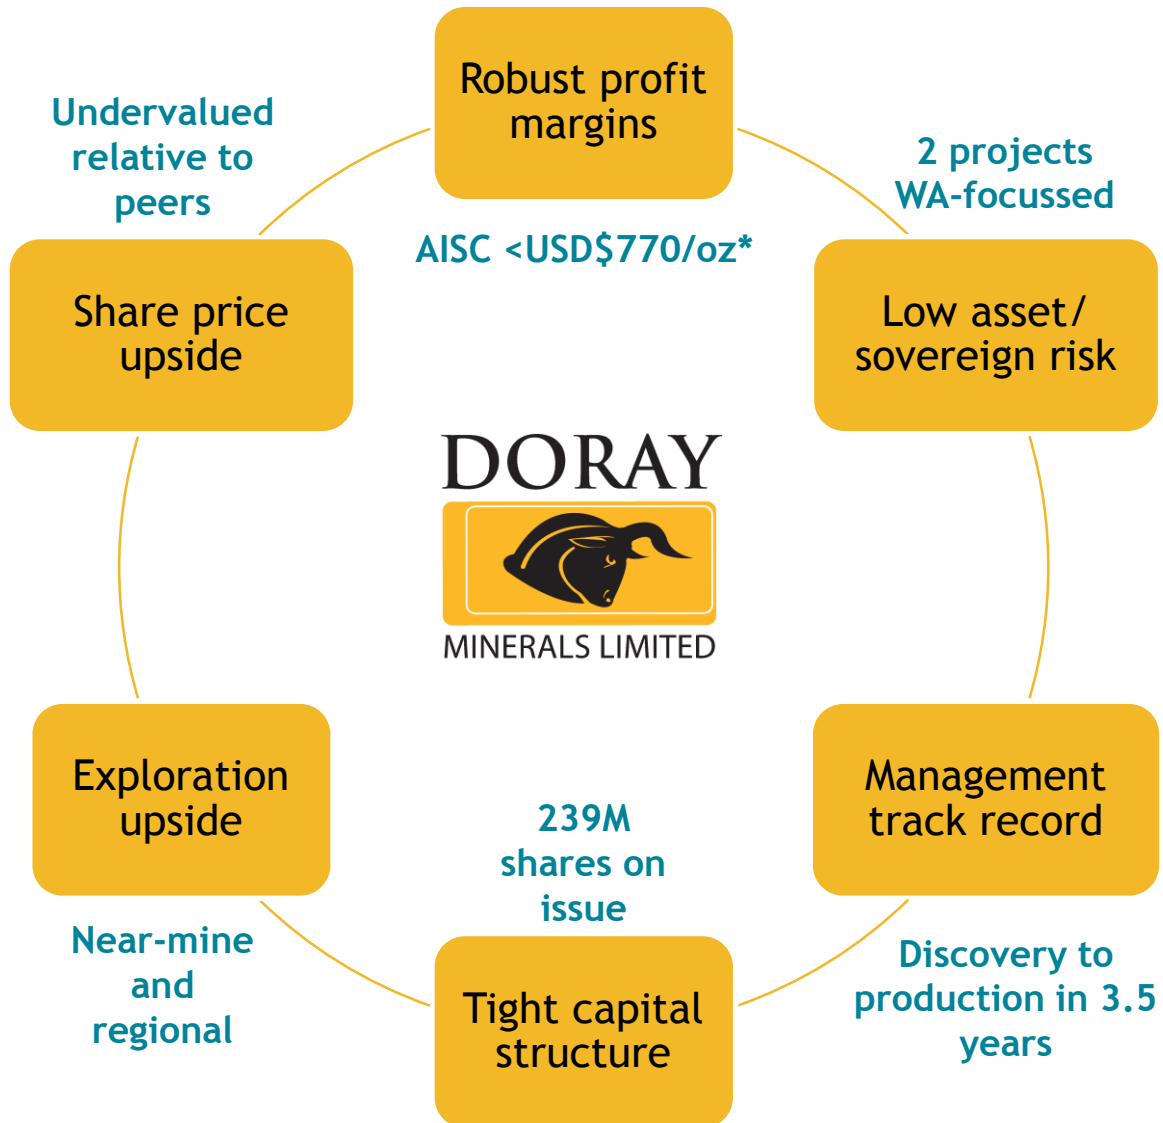 Robust profit
margins
AISC <USD$770/oz*
2 projects
WA-focussed
Low asset/
sovereign risk
Management
track record
Discovery to
production in 3.5
years
239M
shares on
issue
Tight capital
structure
Exploration
upside
Near-mine
and
regional
Undervalued
relative to
peers
Share price
upside
DORAY
MINERALS LIMITED